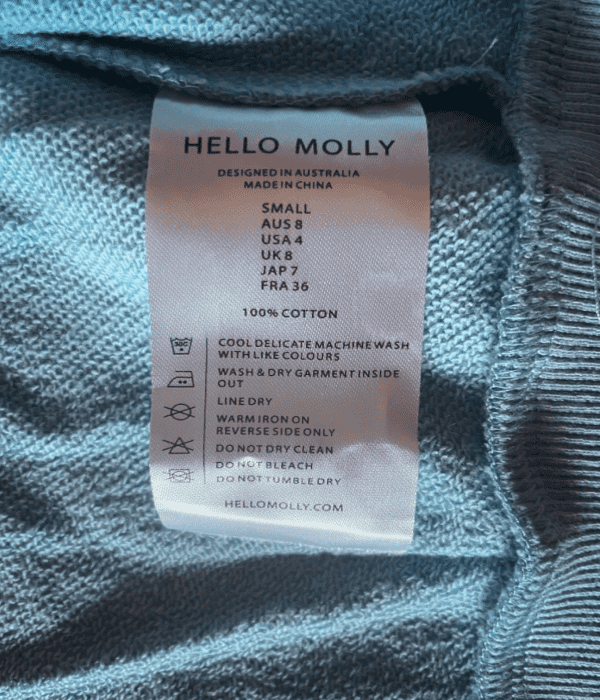 HELLO MOLLY
DESIGNED IN AUSTRALIA
MADE IN CHINA
SMALL
AUS 8
USA 4
UK 8
JAP 7
FRA 36
100% COTTON
30C
COOL DELICATE MACHINE WASH
WITH LIKE COLOURS
WASH & DRY GARMENT INSIDE
OUT
LINE DRY
WARM IRON ON
REVERSE SIDE ONLY
DO NOT DRY CLEAN
DO NOT BLEACH
DO NOT TUMBLE DRY
HELLOMOLLY.COM